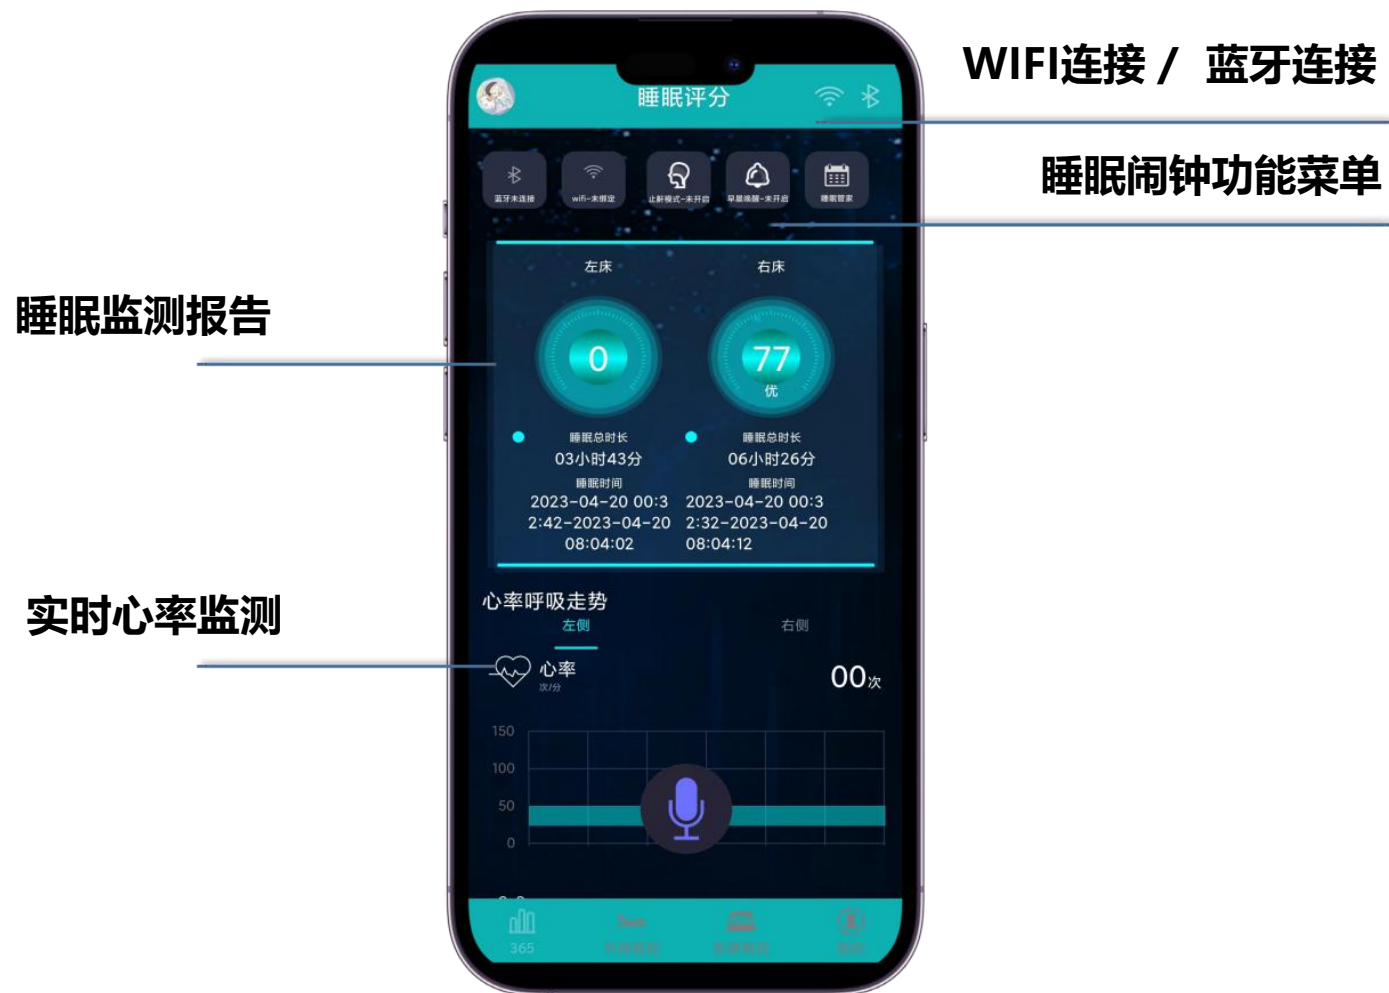 WIFI连接 / 蓝牙连接
睡眠闹钟功能菜单
睡眠监测报告
实时心率监测
睡眠评分
蓝牙未连接
wifi-未绑定
止鼾模式-未开启
早晨唤醒-未开启
睡眠管家
左床
右床
0
77
优
睡眠总时长
03小时43分
睡眠时间
2023-04-20 00:3
2:42-2023-04-20
08:04:02
睡眠总时长
06小时26分
睡眠时间
2023-04-20 00:3
2:32-2023-04-20
08:04:12
心率呼吸走势
左侧
右侧
心率
次/分
00次
150
100
50
0
365